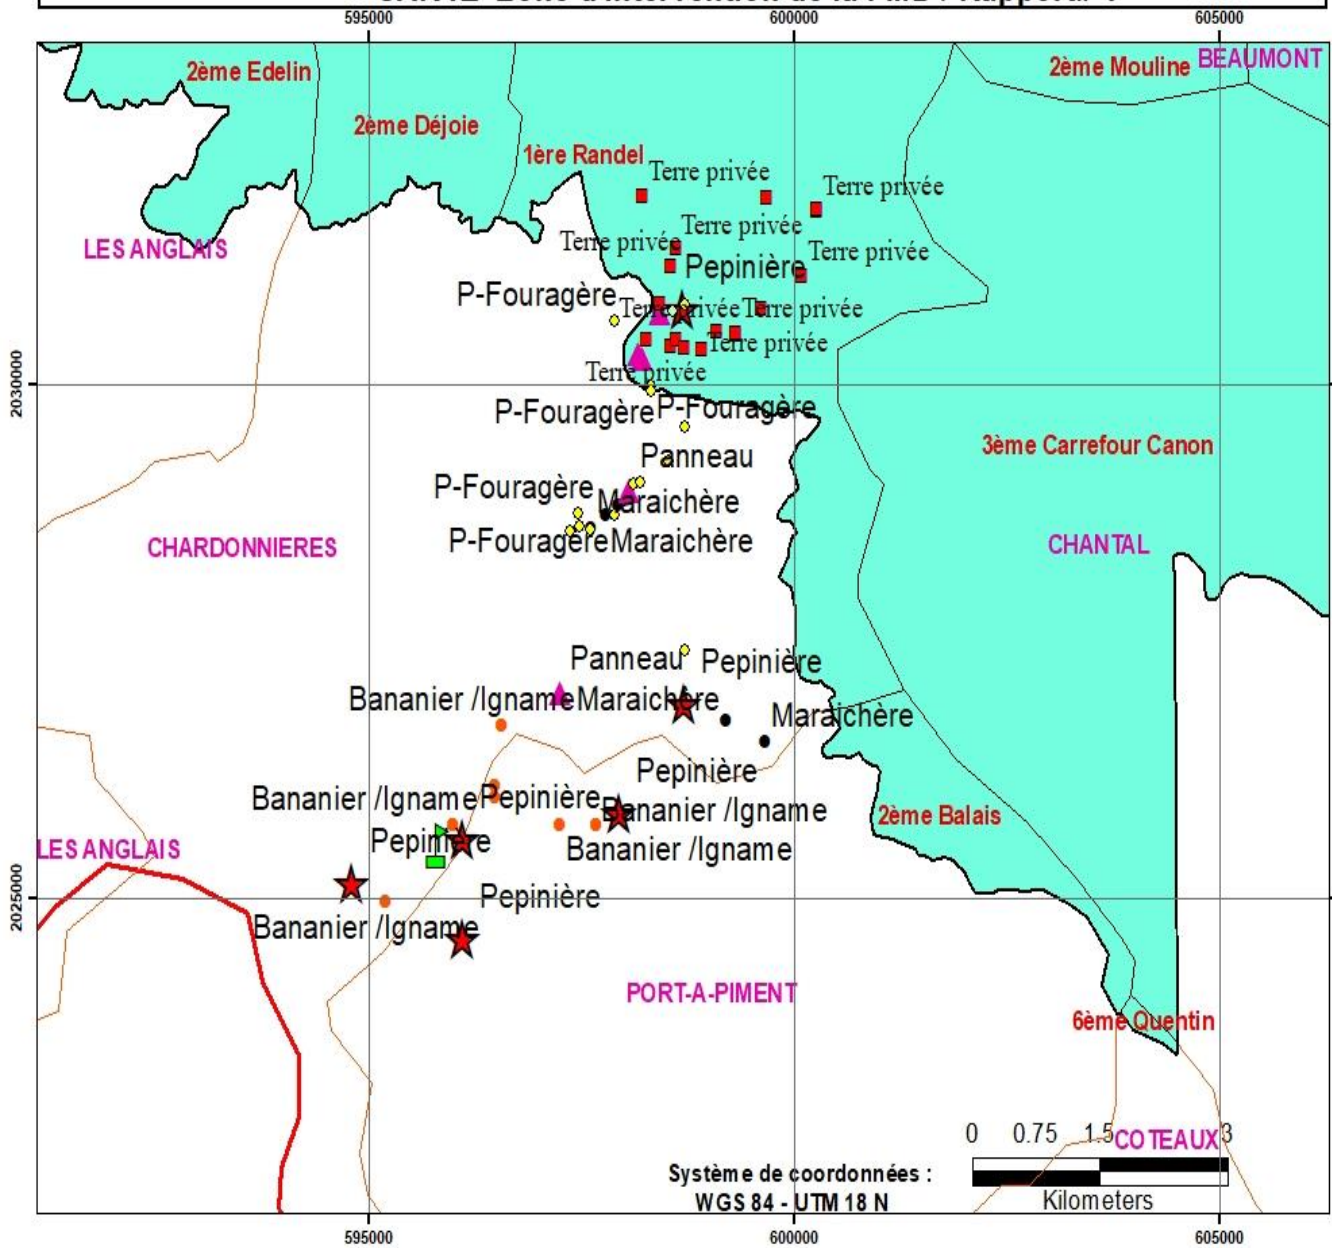 595000
600000
605000
2ème Edelin
2ème Mouline
BEAUMONT
2ème Déjoie
1ère Randel
Terre privée
Terre privée
Terre privée
LES ANGLAIS
Terre privée
Terre privée
Pepinière
P-Fouragère
Terre privée
Terre privée
Terre privée
Terre privée
2030000
P-Fouragère
P-Fouragère
3ème Carrefour Canon
Panneau
P-Fouragère
Maraichère
P-Fouragère
Maraichère
CHARDONNIERES
CHANTAL
Panneau
Pepinière
Bananier /Igname
Maraichère
Maraichère
Pepinière
Bananier /Igname
Pepinière
Bananier /Igname
2ème Balais
Pepinière
Bananier /Igname
LES ANGLAIS
2025000
Pepinière
Bananier /Igname
PORT-A-PIMENT
6ème Quentin
0 0.75 1.5 3
COTEAUX
Système de coordonnées :
WGS 84 - UTM 18 N
Kilometers
595000
600000
605000